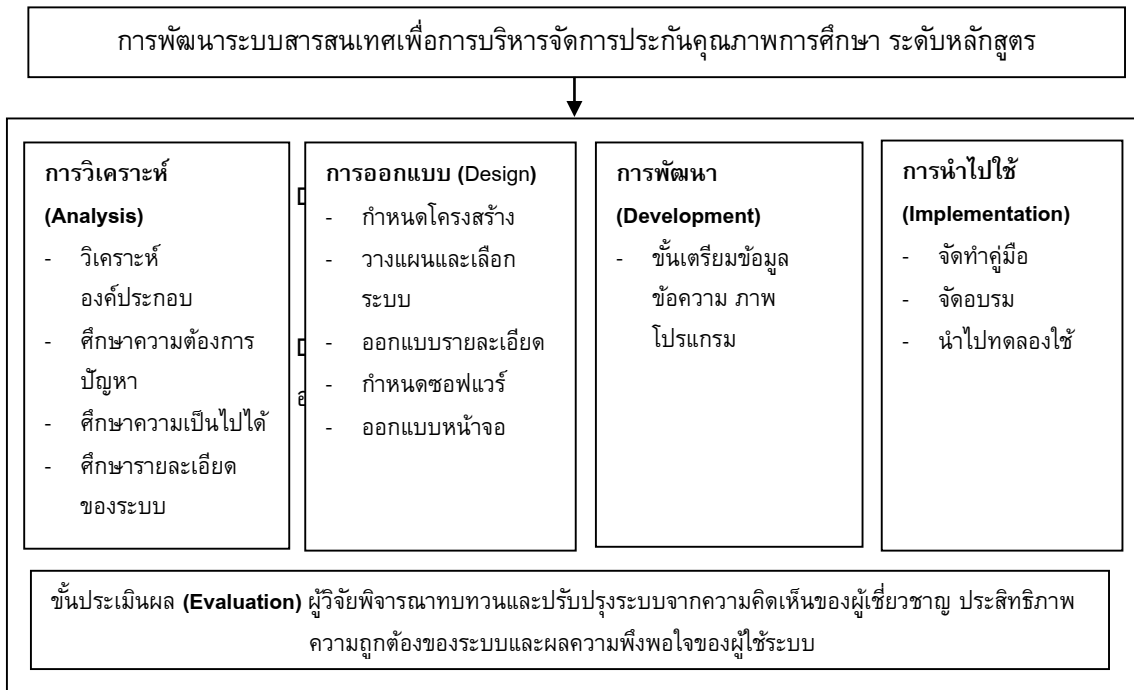 การพัฒนาระบบสารสนเทศเพื่อการบริหารจัดการประกันคุณภาพการศึกษา ระดับหลักสูตร
การวิเคราะห์
(Analysis)
- วิเคราะห์
องค์ประกอบ
- ศึกษาความต้องการ
ปัญหา
- ศึกษาความเป็นไปได้
- ศึกษารายละเอียด
ของระบบ
การออกแบบ (Design)
- กำหนดโครงสร้าง
- วางแผนและเลือก
ระบบ
- ออกแบบรายละเอียด
- กำหนดซอฟแวร์
- ออกแบบหน้าจอ
การพัฒนา
(Development)
- ขั้นเตรียมข้อมูล
ข้อความ ภาพ
โปรแกรม
การนำไปใช้
(Implementation)
- จัดทำคู่มือ
- จัดอบรม
- นำไปทดลองใช้
ขั้นประเมินผล (Evaluation) ผู้วิจัยพิจารณาทบทวนและปรับปรุงระบบจากความคิดเห็นของผู้เชี่ยวชาญ ประสิทธิภาพ
ความถูกต้องของระบบและผลความพึงพอใจของผู้ใช้ระบบ